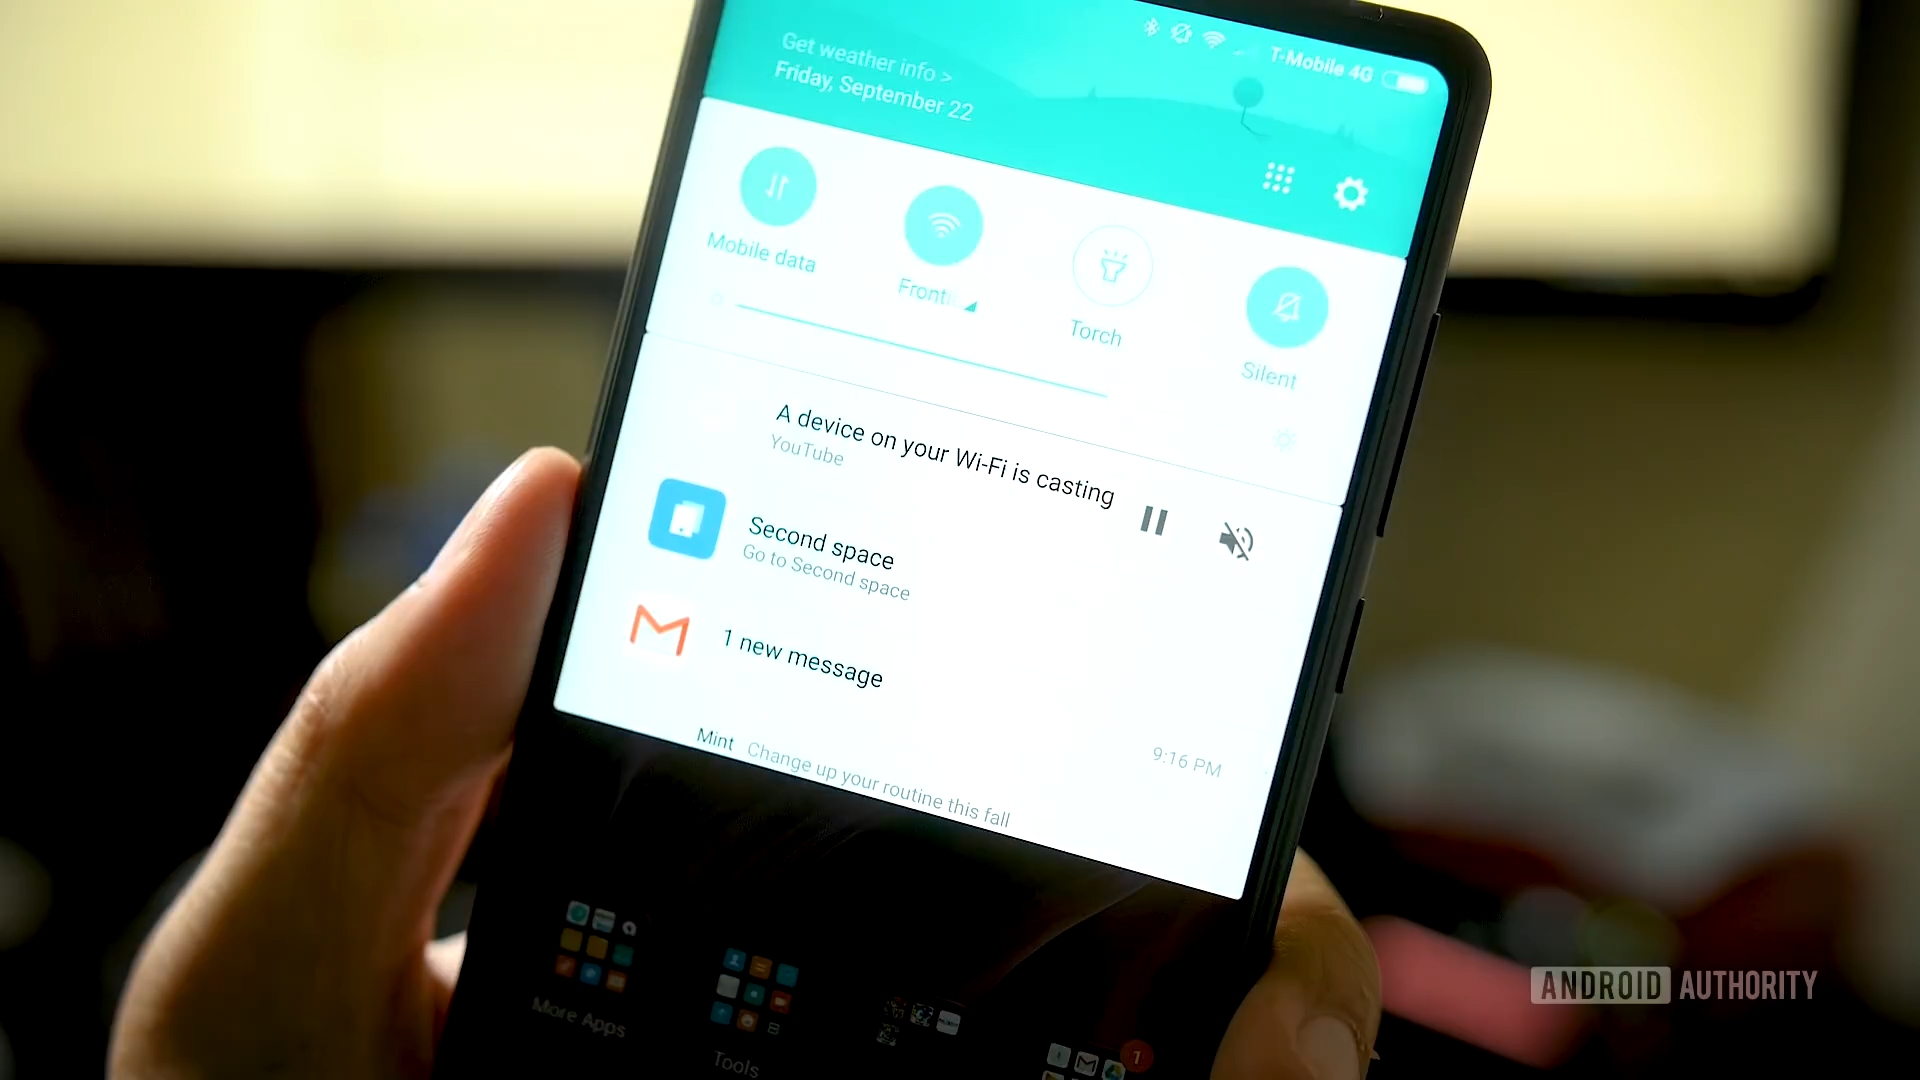 T-Mobile 4G
Get weather info >
Friday, September 22
Mobile data
Fronti
Torch
Silent
A device on your Wi-Fi is casting
YouTube
Second space
Go to Second space
1 new message
9:16 PM
Mint Change up your routine this fall
More Apps
Tools
1
ANDROID AUTHORITY